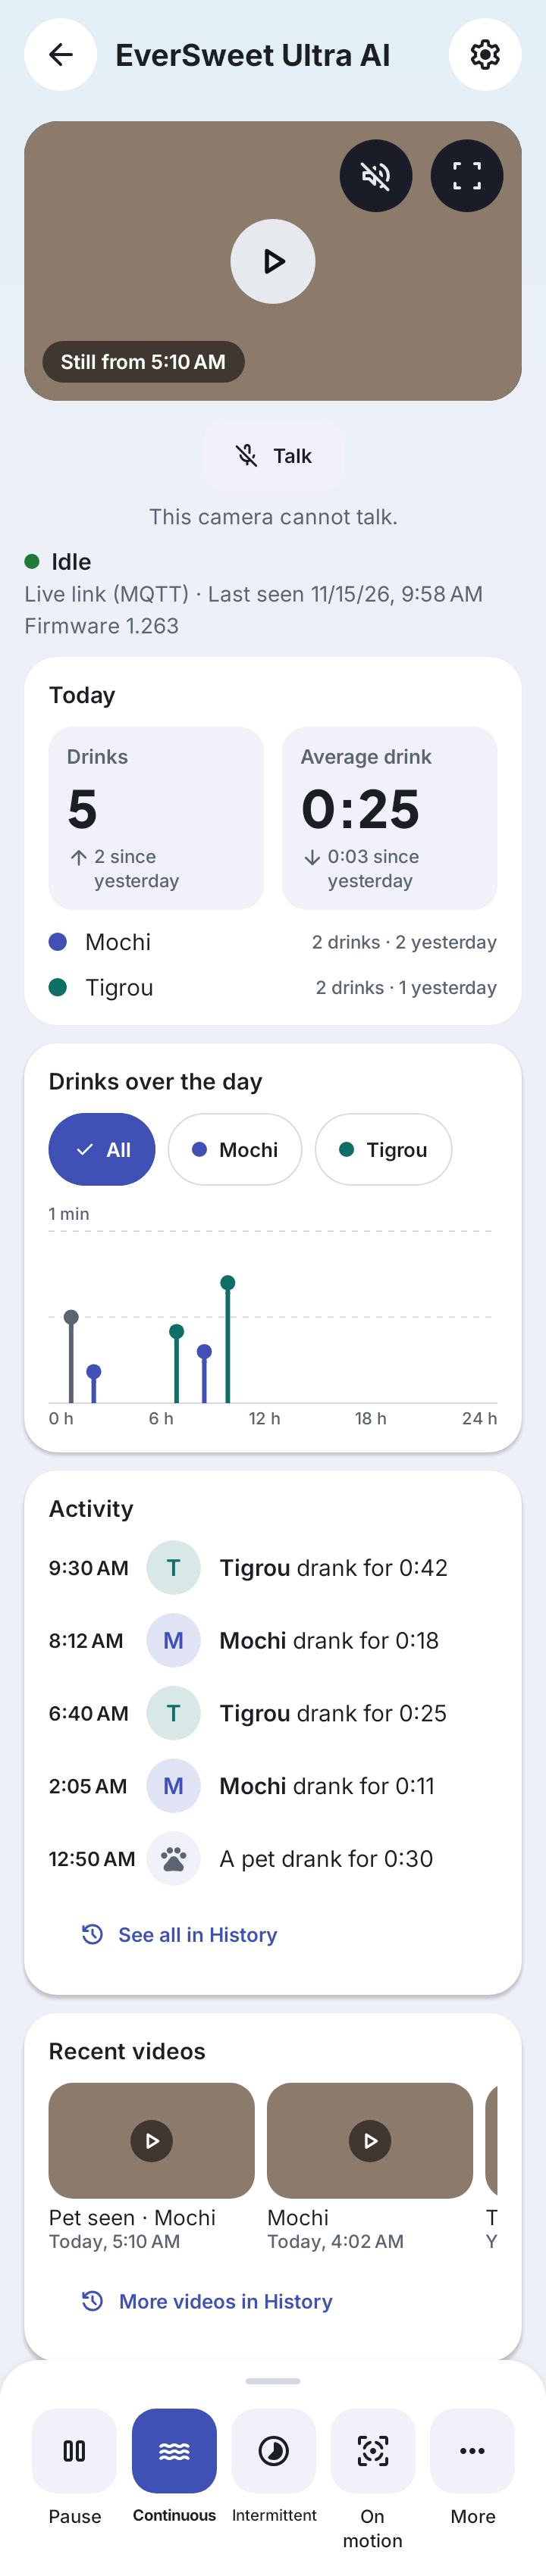 EverSweet Ultra AI
Still from 5:10 AM
Talk
This camera cannot talk.
Idle
Live link (MQTT) · Last seen 11/15/26, 9:58 AM
Firmware 1.263
Today
Drinks
5
2 since
yesterday
Average drink
0:25
0:03 since
yesterday
Mochi
2 drinks · 2 yesterday
Tigrou
2 drinks · 1 yesterday
Drinks over the day
All
Mochi
Tigrou
1 min
0 h
6 h
12 h
18 h
24 h
Activity
9:30 AM
T
Tigrou drank for 0:42
8:12 AM
M
Mochi drank for 0:18
6:40 AM
T
Tigrou drank for 0:25
2:05 AM
M
Mochi drank for 0:11
12:50 AM
A pet drank for 0:30
See all in History
Recent videos
Pet seen · Mochi
Today, 5:10 AM
Mochi
Today, 4:02 AM
T
Y
More videos in History
Pause
Continuous
Intermittent
On
motion
More